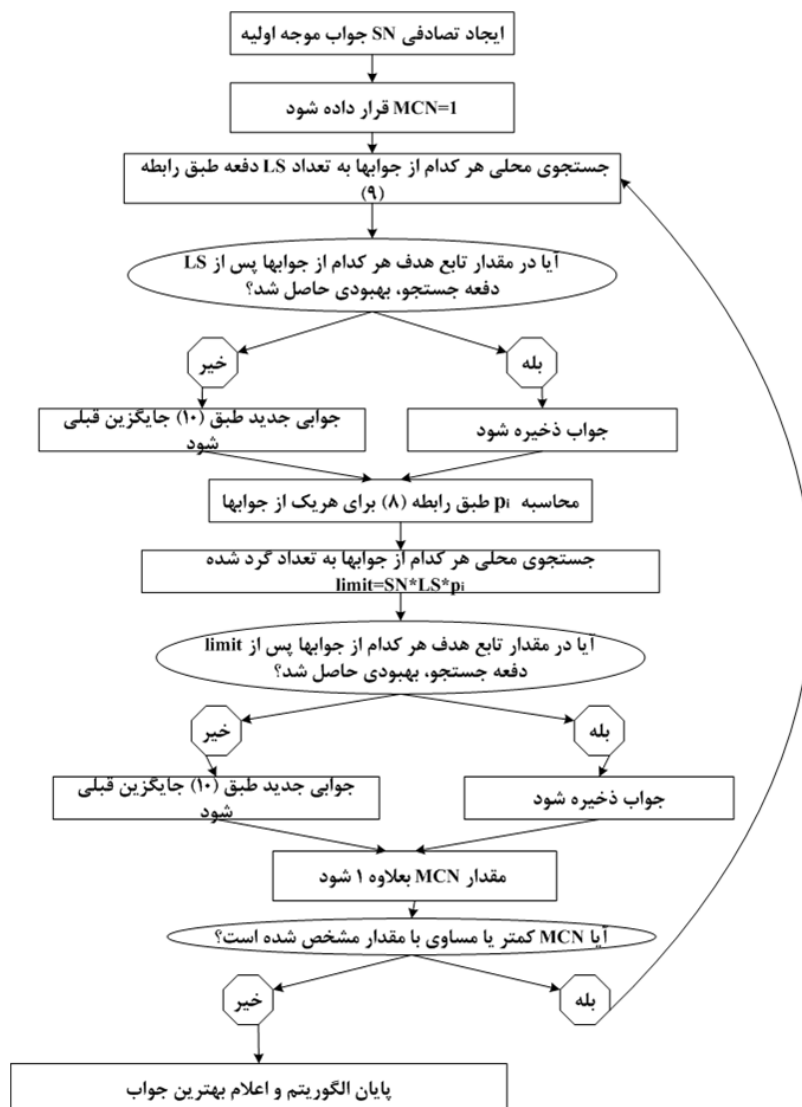 ایجاد تصادفی SN جواب موجه اولیه
MCN=1 قرار داده شود
جستجوی محلی هر کدام از جوابها به تعداد LS دفعه طبق رابطه
(۹)
آیا در مقدار تابع هدف هر کدام از جوابها پس از LS
دفعه جستجو، بهبودی حاصل شد؟
خیر
بله
جوابی جدید طبق (۱۰) جایگزین قبلی
شود
جواب ذخیره شود
محاسبه pi طبق رابطه (۸) برای هریک از جوابها
جستجوی محلی هر کدام از جوابها به تعداد گرد شده
limit=SN*LS*pi
آیا در مقدار تابع هدف هر کدام از جوابها پس از limit
دفعه جستجو، بهبودی حاصل شد؟
خیر
بله
جوابی جدید طبق (۱۰) جایگزین قبلی
شود
جواب ذخیره شود
مقدار MCN بعلاوه ۱ شود
آیا MCN کمتر یا مساوی با مقدار مشخص شده است؟
خیر
بله
پایان الگوریتم و اعلام بهترین جواب